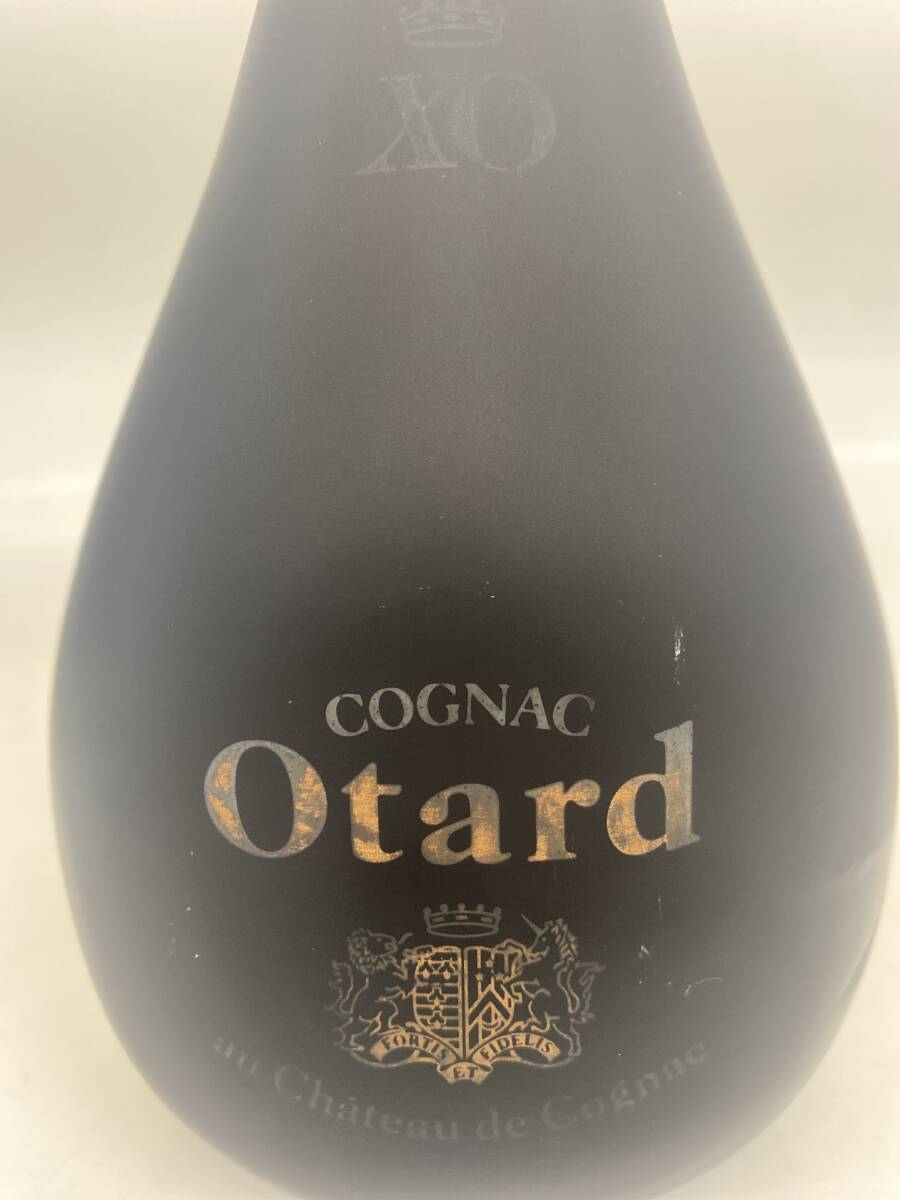 XO
COGNAC
Otard
FORTIS ET FIDELIS
au Château de Cognac